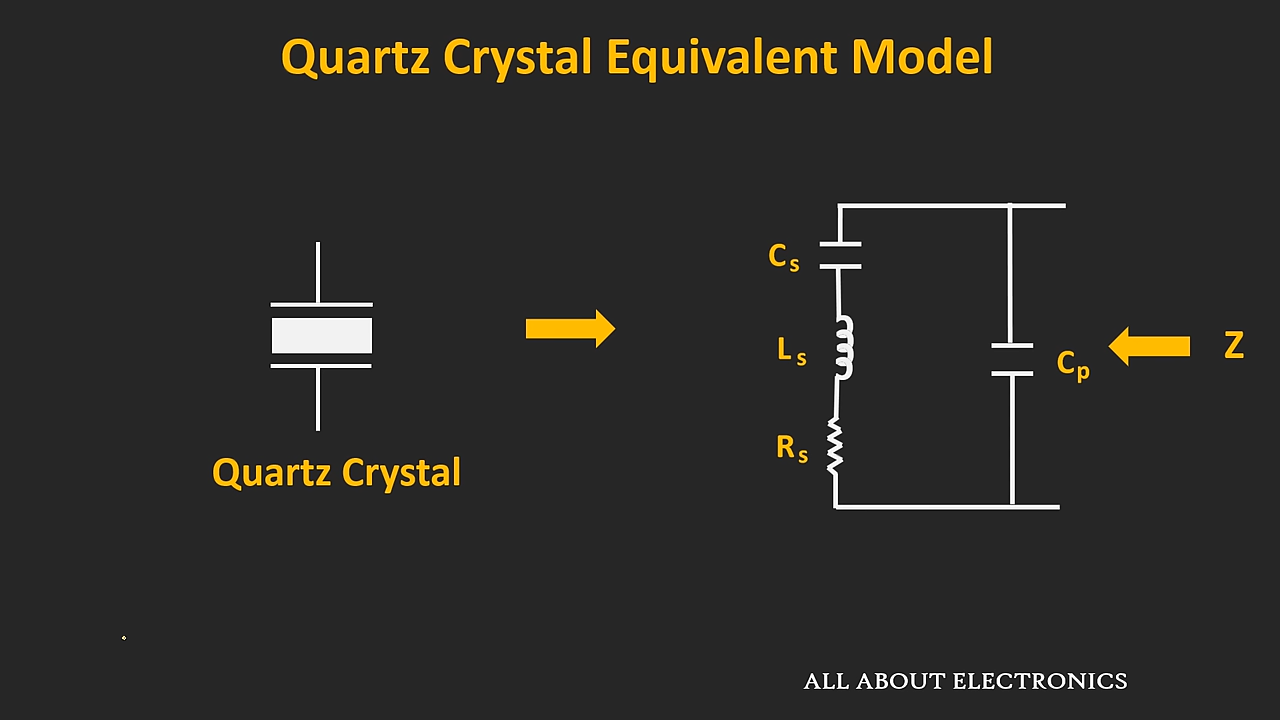 Quartz Crystal Equivalent Model
Cs
Ls
Rs
Cp
Z
Quartz Crystal
ALL ABOUT ELECTRONICS